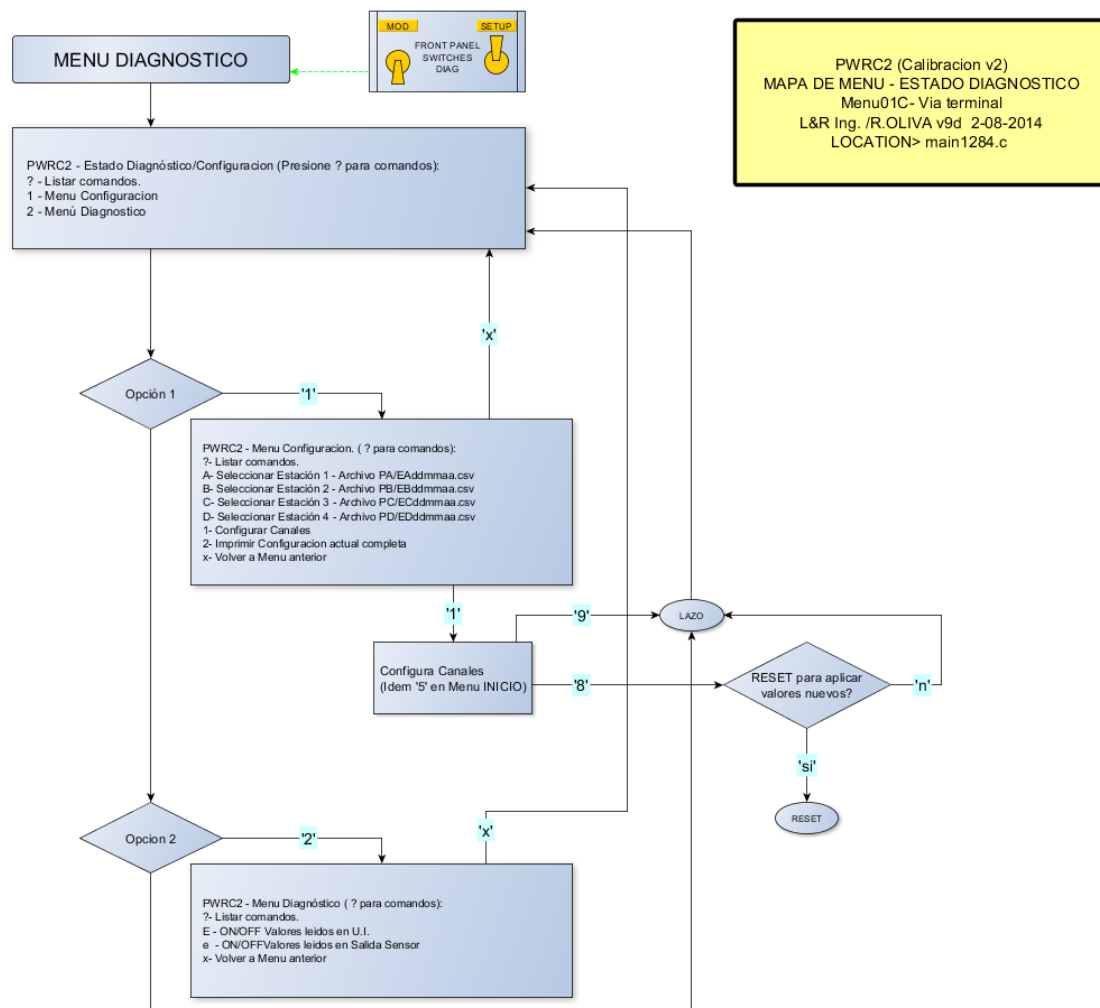 MENU DIAGNOSTICO
MOD
SETUP
FRONT PANEL
SWITCHES
DIAG
PWRC2 (Calibracion v2)
MAPA DE MENU - ESTADO DIAGNOSTICO
Menu01C- Via terminal
L&R Ing. /R.OLIVA v9d  2-08-2014
LOCATION> main1284.c
PWRC2 - Estado Diagnóstico/Configuracion (Presione ? para comandos):
? - Listar comandos.
1 - Menu Configuracion
2 - Menú Diagnostico
'x'
Opción 1
'1'
PWRC2 - Menu Configuracion. ( ? para comandos):
?- Listar comandos.
A- Seleccionar Estación 1 - Archivo PA/EAddmmaa.csv
B- Seleccionar Estación 2 - Archivo PB/EBddmmaa.csv
C- Seleccionar Estación 3 - Archivo PC/ECddmmaa.csv
D- Seleccionar Estación 4 - Archivo PD/EDddmmaa.csv
1- Configurar Canales
2- Imprimir Configuracion actual completa
x- Volver a Menu anterior
'1'
'9'
LAZO
Configura Canales
(Idem '5' en Menu INICIO)
'8'
RESET para aplicar
valores nuevos?
'n'
'si'
RESET
Opcion 2
'2'
'x'
PWRC2 - Menu Diagnóstico ( ? para comandos):
?- Listar comandos.
E - ON/OFF Valores leidos en U.I.
e  - ON/OFFValores leidos en Salida Sensor
x- Volver a Menu anterior